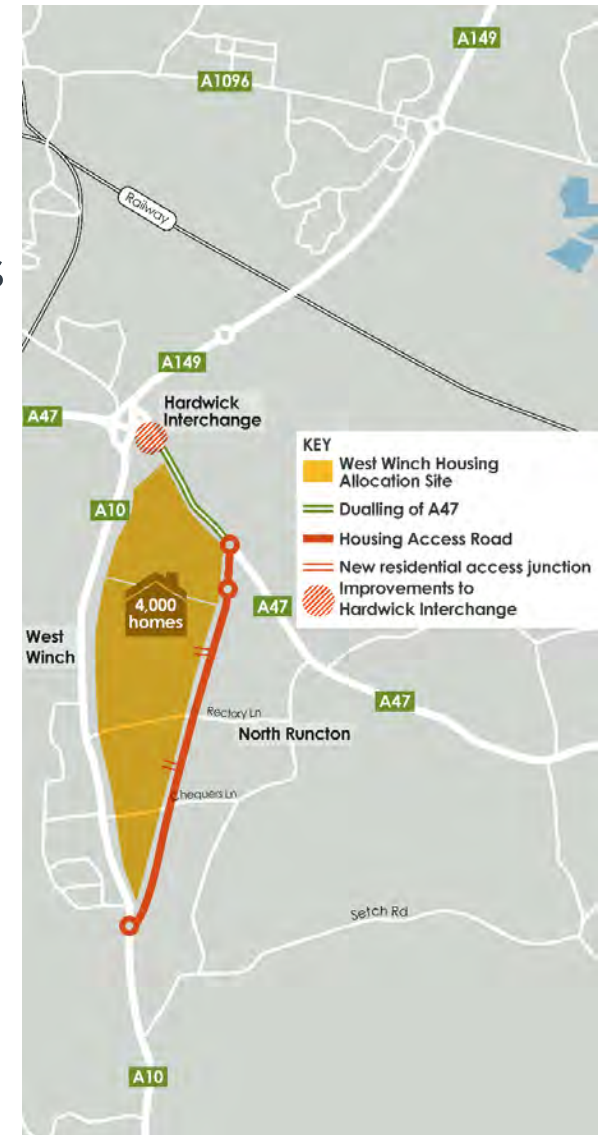 A149
A1096
Railway
s
A149
A47
Hardwick
Interchange
KEY
West Winch Housing
Allocation Site
Dualling of A47
Housing Access Road
New residential access junction
Improvements to
Hardwick Interchange
A10
4,000
homes
A47
West
Winch
A47
Rectory Ln
North Runcton
Chequers Ln
Setch Rd
A10